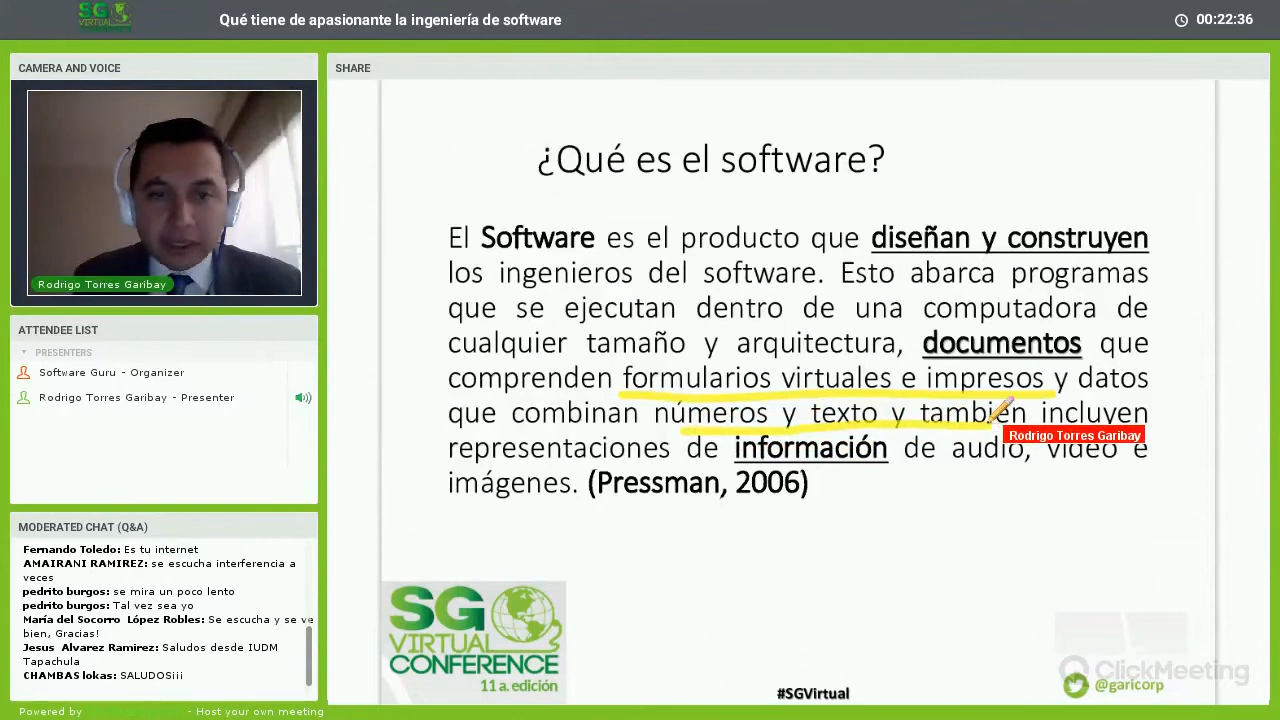 SG
VIRTUAL
Qué tiene de apasionante la ingeniería de software
00:22:36
CAMERA AND VOICE
Rodrigo Torres Garibay
ATTENDEE LIST
PRESENTERS
Software Guru - Organizer
Rodrigo Torres Garibay - Presenter
MODERATED CHAT (Q&A)
Fernando Toledo: Es tu internet
AMAIRANI RAMIREZ: se escucha interferencia a
veces
pedrito burgos: se mira un poco lento
pedrito burgos: Tal vez sea yo
María del Socorro López Robles: Se escucha y se ve
bien, Gracias!
Jesus Alvarez Ramirez: Saludos desde IUDM
Tapachula
CHAMBAS lokas: SALUDOS¡¡¡
Powered by
- Host your own meeting
SHARE
¿Qué es el software?
El Software es el producto que diseñan y construyen
los ingenieros del software. Esto abarca programas
que se ejecutan dentro de una computadora de
cualquier tamaño y arquitectura, documentos que
comprenden formularios virtuales e impresos y datos
que combinan números y texto y también incluyen
Rodrigo Torres Garibay
representaciones de información de audio, video e
imágenes. (Pressman, 2006)
SG
VIRTUAL
CONFERENCE
11 a. edición
#SGVirtual
ClickMeeting
@garicorp